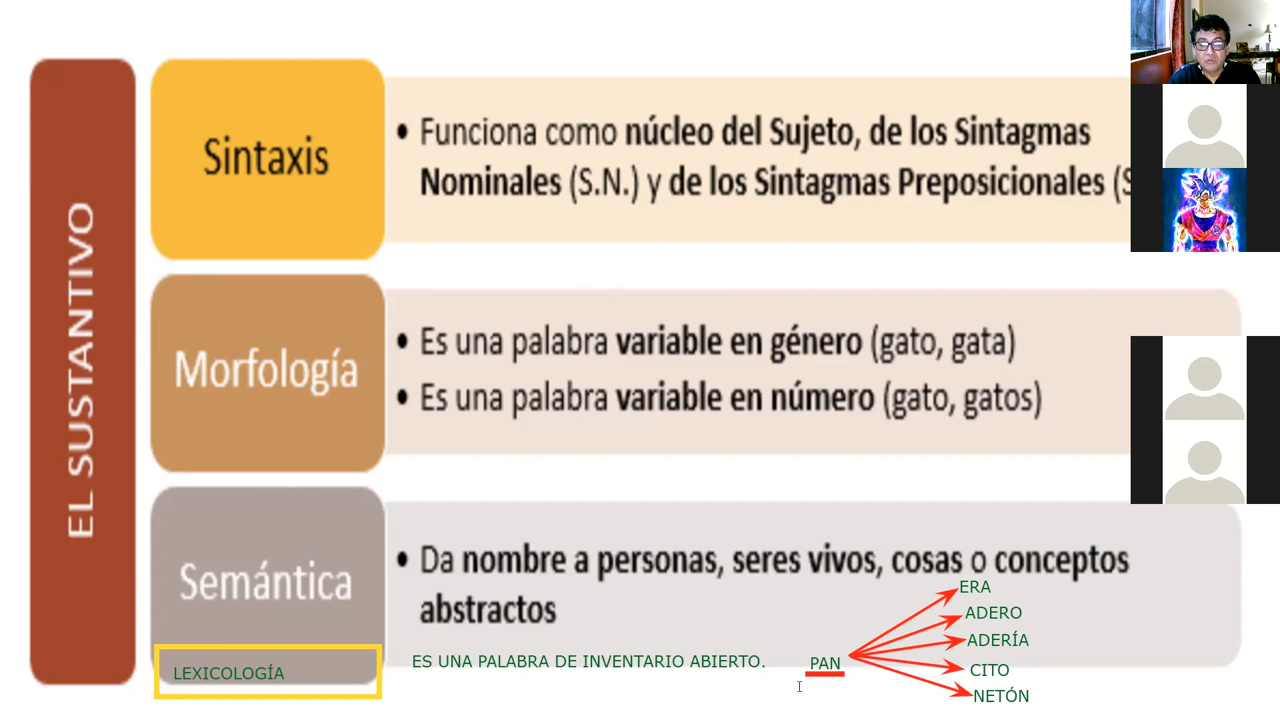 EL SUSTANTIVO
Sintaxis
• Funciona como núcleo del Sujeto, de los Sintagmas
Nominales (S.N.) y de los Sintagmas Preposicionales (S
Morfología
• Es una palabra variable en género (gato, gata)
• Es una palabra variable en número (gato, gatos)
Semántica
• Da nombre a personas, seres vivos, cosas o conceptos
abstractos
LEXICOLOGÍA
ES UNA PALABRA DE INVENTARIO ABIERTO.
PAN
ERA
ADERO
ADERÍA
CITO
NETÓN